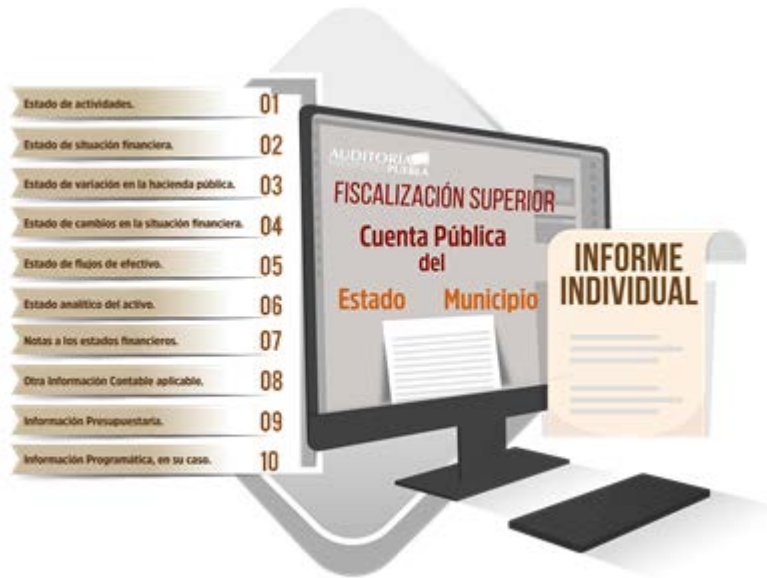 Estado de actividades. 01
Estado de situación financiera. 02
Estado de variación en la hacienda pública. 03
Estado de cambios en la situación financiera. 04
Estado de flujos de efectivo. 05
Estado analítico del activo. 06
Notas a los estados financieros. 07
Otra Información Contable aplicable. 08
Información Presupuestaria. 09
Información Programática, en su caso. 10
AUDITORÍA
PUEBLA
FISCALIZACIÓN SUPERIOR
Cuenta Pública
del
Estado Municipio
INFORME
INDIVIDUAL